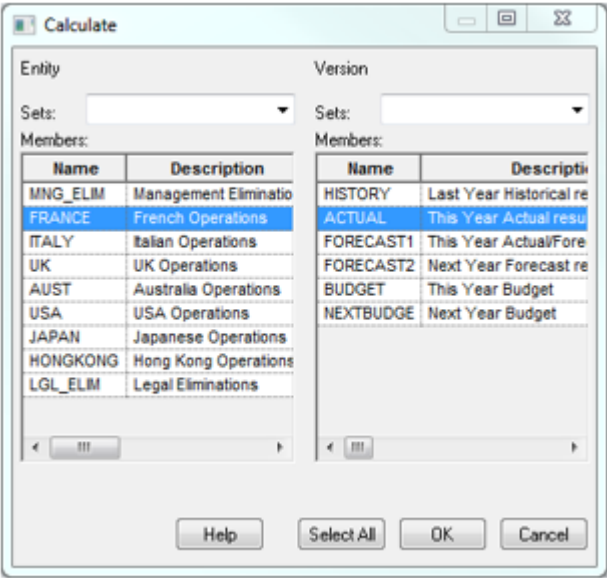 Calculate
Entity
Sets:
Members:
Name Description
MNG_ELIM Management Eliminatio
FRANCE French Operations
ITALY Italian Operations
UK UK Operations
AUST Australia Operations
USA USA Operations
JAPAN Japanese Operations
HONGKONG Hong Kong Operations
LGL_ELIM Legal Eliminations
Version
Sets:
Members:
Name Descripti
HISTORY Last Year Historical re
ACTUAL This Year Actual resu
FORECAST1 This Year Actual/Fore
FORECAST2 Next Year Forecast re
BUDGET This Year Budget
NEXTBUDGE Next Year Budget
Help Select All OK Cancel